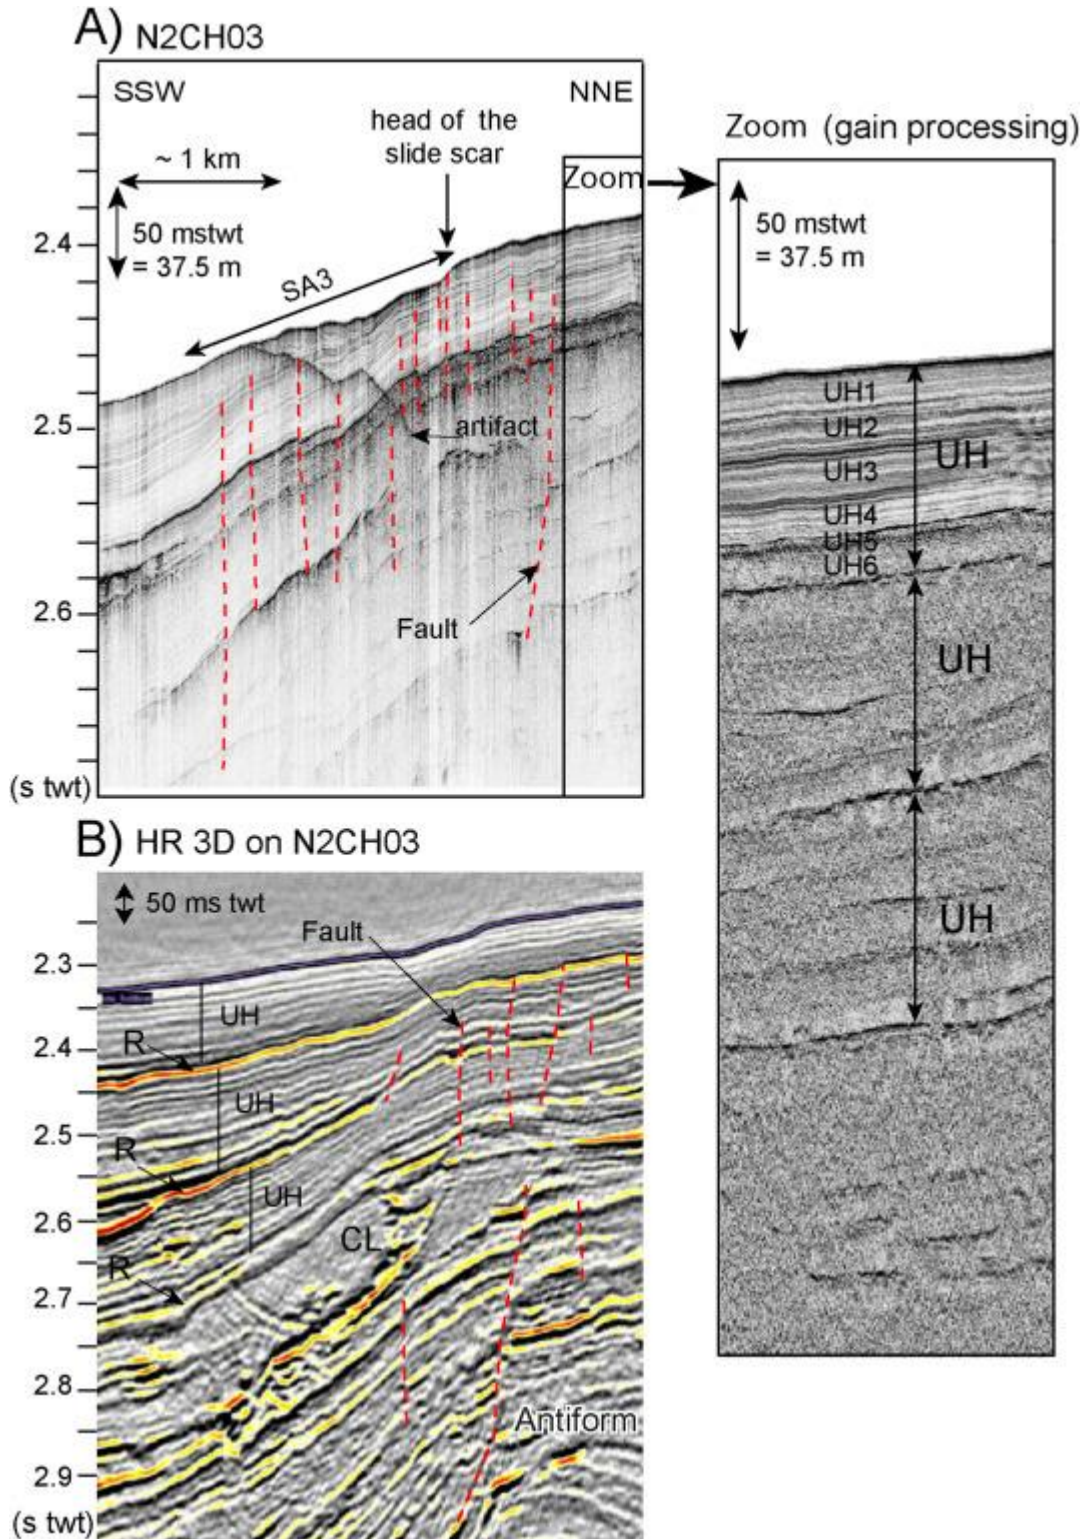 A) N2CH03
SSW
NNE
head of the
slide scar
~ 1 km
Zoom
50 mstwt
= 37.5 m
SA3
artifact
Fault
2.4
2.5
2.6
(s twt)
Zoom (gain processing)
50 mstwt
= 37.5 m
UH1
UH2
UH
UH3
UH4
UH5
UH6
UH
UH
B) HR 3D on N2CH03
50 ms twt
Fault
2.3
UH
R
2.4
UH
2.5
R
UH
2.6
CL
R
2.7
2.8
Antiform
2.9
(s twt)